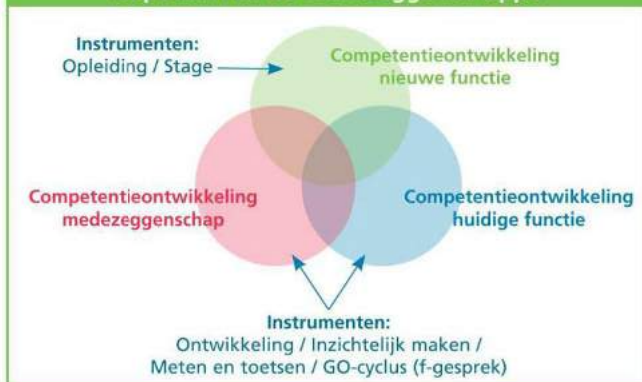 Instrumenten:
Opleiding / Stage
Competentieontwikkeling
nieuwe functie
Competentieontwikkeling
medezeggenschap
Competentieontwikkeling
huidige functie
Instrumenten:
Ontwikkeling / Inzichtelijk maken /
Meten en toetsen / GO-cyclus (f-gesprek)